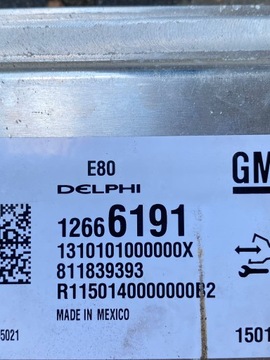 E80
GM
DELPHI
12666191
1310101000000X
811839393
R1150140000000B2
MADE IN MEXICO
5021
1501